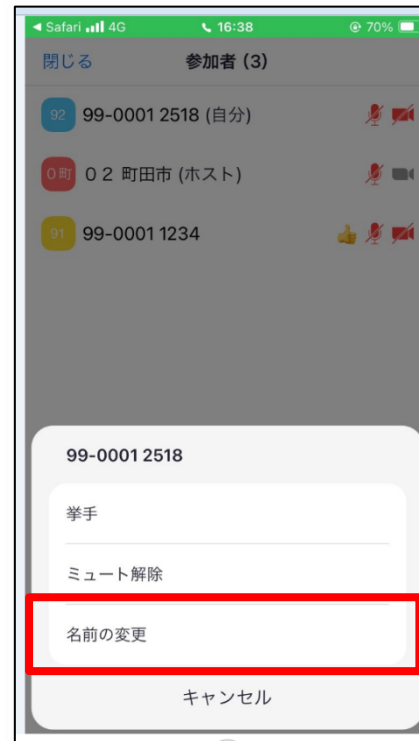 ◀ Safari 4G 16:38 70%
閉じる 参加者 (3)
92 99-0001 2518 (自分)
0町 ０２ 町田市 (ホスト)
91 99-0001 1234
99-0001 2518
挙手
ミュート解除
名前の変更
キャンセル